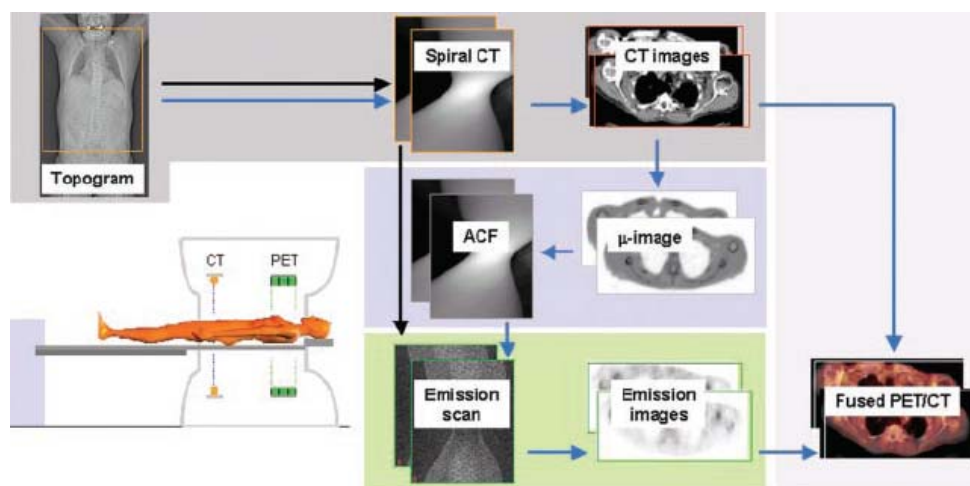 Spiral CT
CT images
Topogram
ACF
μ-image
CT
PET
Emission
scan
Emission
images
Fused PET/CT